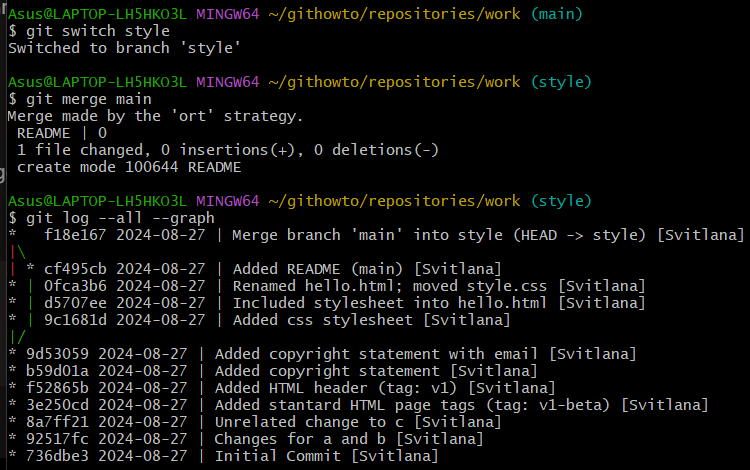 Asus@LAPTOP-LH5HKO3L MINGW64 ~/githowto/repositories/work (main)
$ git switch style
Switched to branch 'style'
Asus@LAPTOP-LH5HKO3L MINGW64 ~/githowto/repositories/work (style)
$ git merge main
Merge made by the 'ort' strategy.
 README | 0
 1 file changed, 0 insertions(+), 0 deletions(-)
 create mode 100644 README
Asus@LAPTOP-LH5HKO3L MINGW64 ~/githowto/repositories/work (style)
$ git log --all --graph
*   f18e167 2024-08-27 | Merge branch 'main' into style (HEAD -> style) [Svitlana]
|\
| * cf495cb 2024-08-27 | Added README (main) [Svitlana]
* | 0fca3b6 2024-08-27 | Renamed hello.html; moved style.css [Svitlana]
* | d5707ee 2024-08-27 | Included stylesheet into hello.html [Svitlana]
* | 9c1681d 2024-08-27 | Added css stylesheet [Svitlana]
|/
* 9d53059 2024-08-27 | Added copyright statement with email [Svitlana]
* b59d01a 2024-08-27 | Added copyright statement [Svitlana]
* f52865b 2024-08-27 | Added HTML header (tag: v1) [Svitlana]
* 3e250cd 2024-08-27 | Added stantard HTML page tags (tag: v1-beta) [Svitlana]
* 8a7ff21 2024-08-27 | Unrelated change to c [Svitlana]
* 92517fc 2024-08-27 | Changes for a and b [Svitlana]
* 736dbe3 2024-08-27 | Initial Commit [Svitlana]